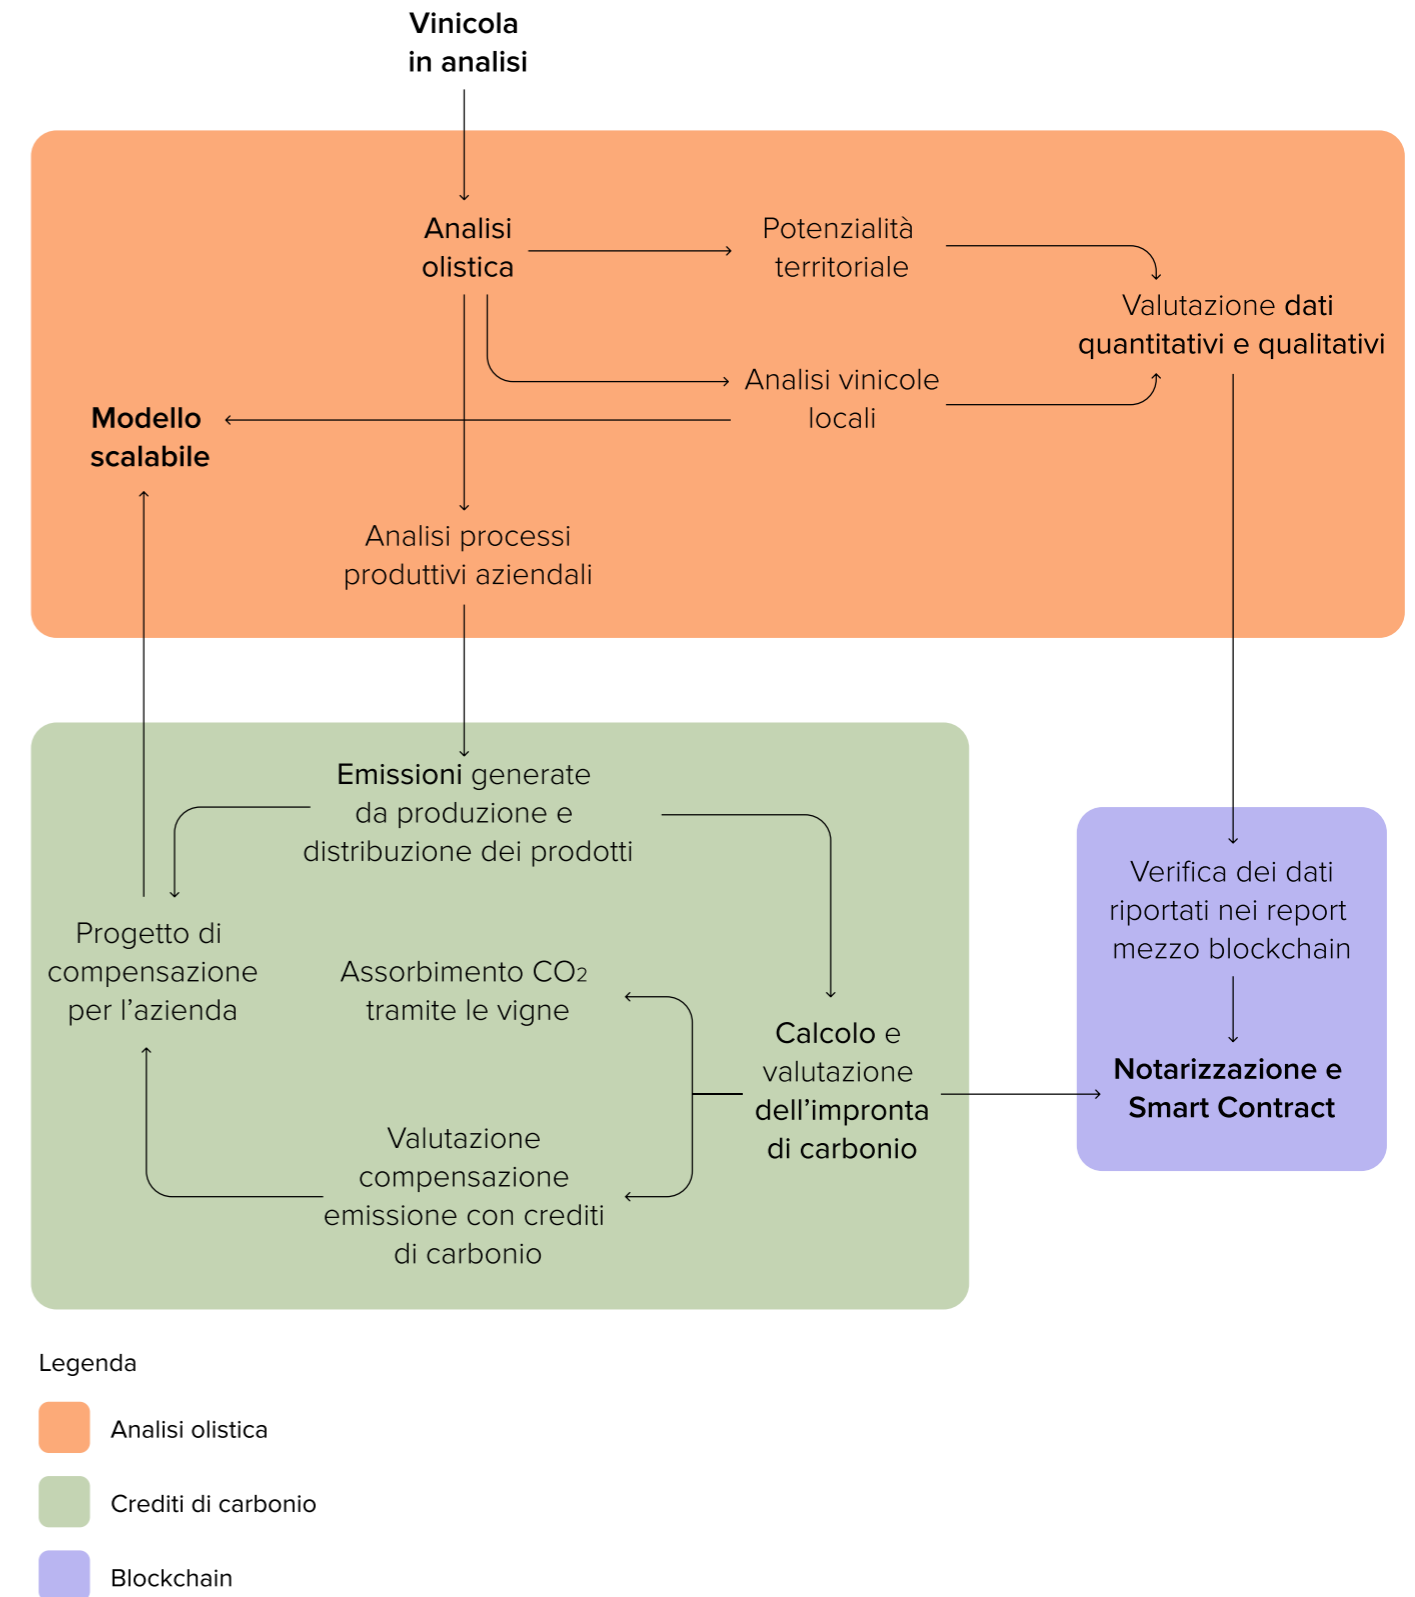 Vinicola
in analisi
Analisi
olistica
Potenzialità
territoriale
Valutazione dati
quantitativi e qualitativi
Analisi vinicole
locali
Modello
scalabile
Analisi processi
produttivi aziendali
Emissioni generate
da produzione e
distribuzione dei prodotti
Verifica dei dati
riportati nei report
mezzo blockchain
Progetto di
compensazione
per l’azienda
Assorbimento CO2
tramite le vigne
Calcolo e
valutazione
dell’impronta
di carbonio
Notarizzazione e
Smart Contract
Valutazione
compensazione
emissione con crediti
di carbonio
Legenda
Analisi olistica
Crediti di carbonio
Blockchain